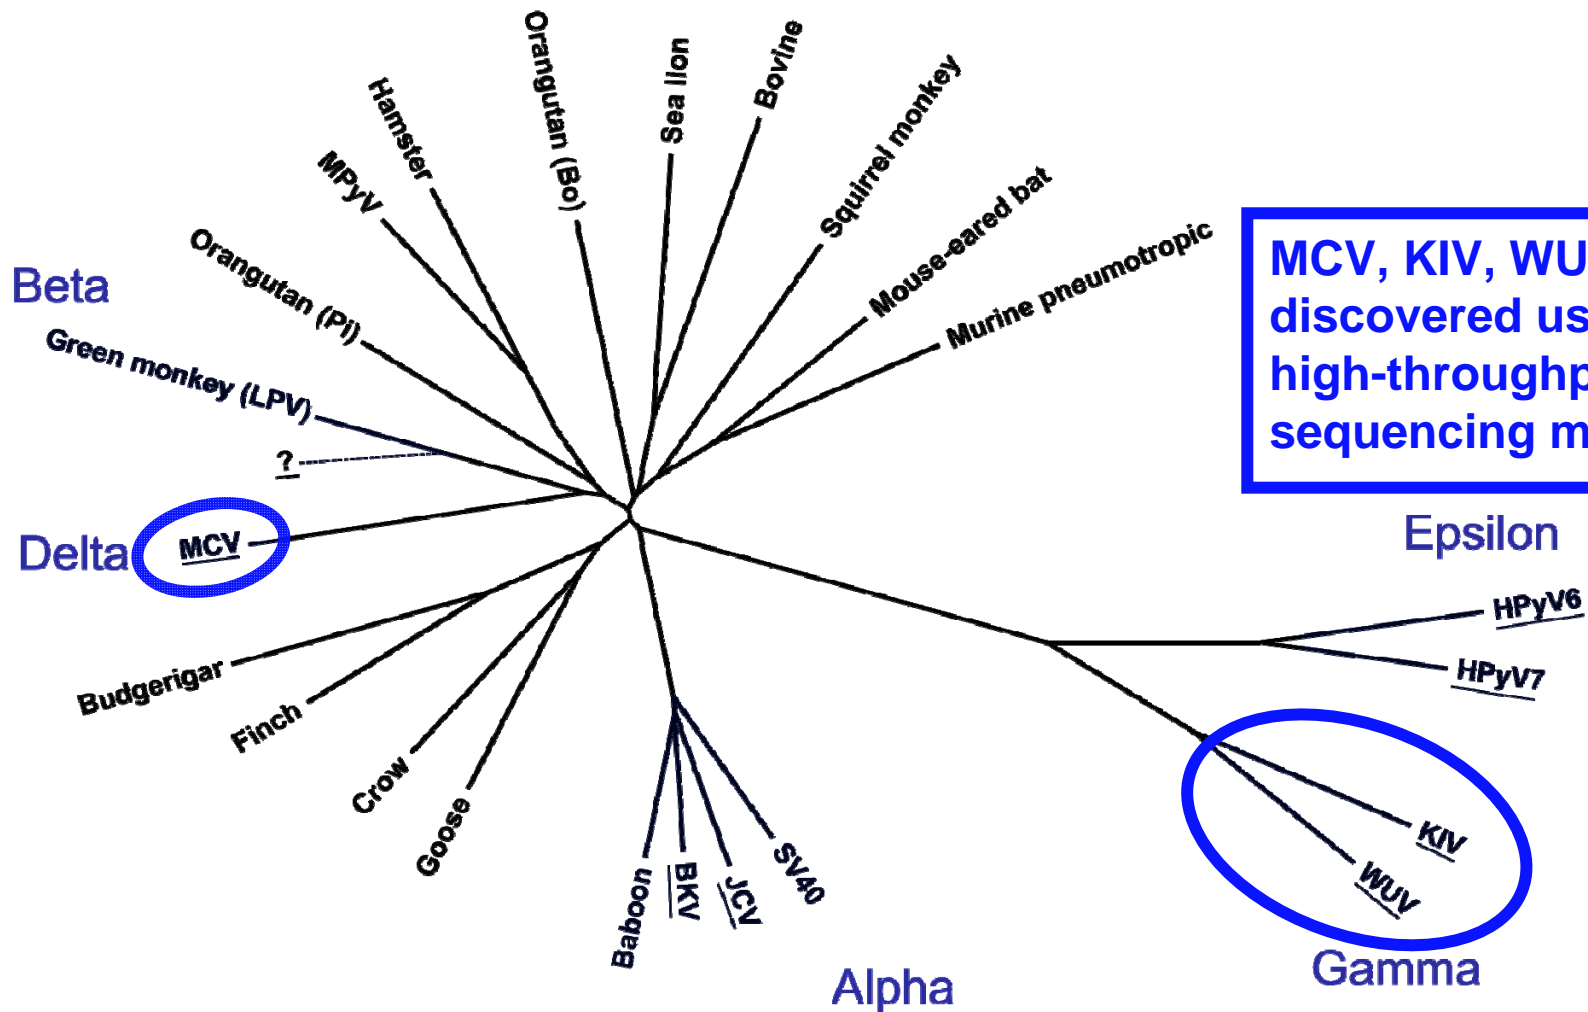 Orangutan (Bo)
Sea lion
Bovine
Hamster
Squirrel monkey
MPyV
Mouse-eared bat
Orangutan (Pi)
Murine pneumotropic
MCV, KIV, WU
discovered us
high-throughp
sequencing m
Beta
Green monkey (LPV)
?
Delta
MCV
Epsilon
HPyV6
HPyV7
Budgerigar
Finch
Crow
Goose
Baboon
BKV
JCV
SV40
KIV
WUV
Gamma
Alpha